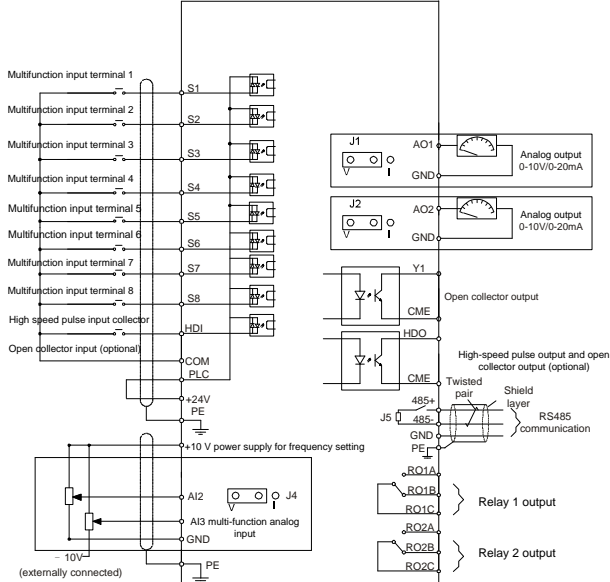 Multifunction input terminal 1
S1
Multifunction input terminal 2
S2
Multifunction input terminal 3
S3
Multifunction input terminal 4
S4
Multifunction input terminal 5
S5
Multifunction input terminal 6
S6
Multifunction input terminal 7
S7
Multifunction input terminal 8
S8
High speed pulse input collector
HDI
Open collector input (optional)
COM
PLC
+24V
PE
+10 V power supply for frequency setting
AI2
J4
I
V
AI3 multi-function analog
input
GND
− 10V
(externally connected)
PE
J1
V
I
AO1
GND
Analog output
0-10V/0-20mA
J2
V
I
AO2
GND
Analog output
0-10V/0-20mA
Y1
CME
Open collector output
HDO
CME
High-speed pulse output and open
collector output (optional)
Twisted
pair
Shield
layer
485+
J5
485-
GND
PE
RS485
communication
RO1A
RO1B
RO1C
Relay 1 output
RO2A
RO2B
RO2C
Relay 2 output